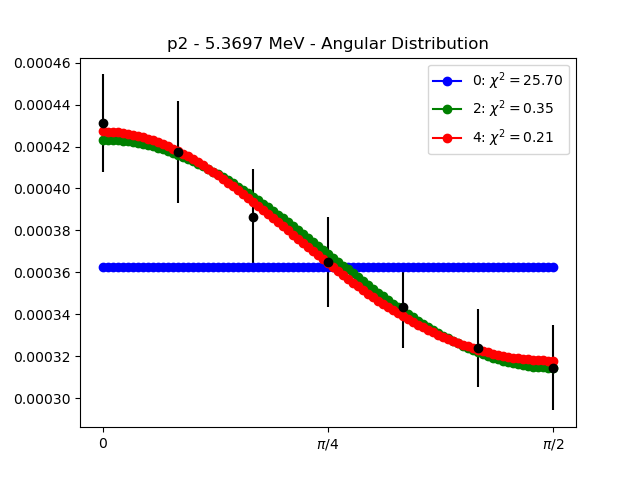 p2 - 5.3697 MeV - Angular Distribution
0.00046
0.00044
0.00042
0.00040
0.00038
0.00036
0.00034
0.00032
0.00030
0: χ² = 25.70
2: χ² = 0.35
4: χ² = 0.21
0 π/4 π/2